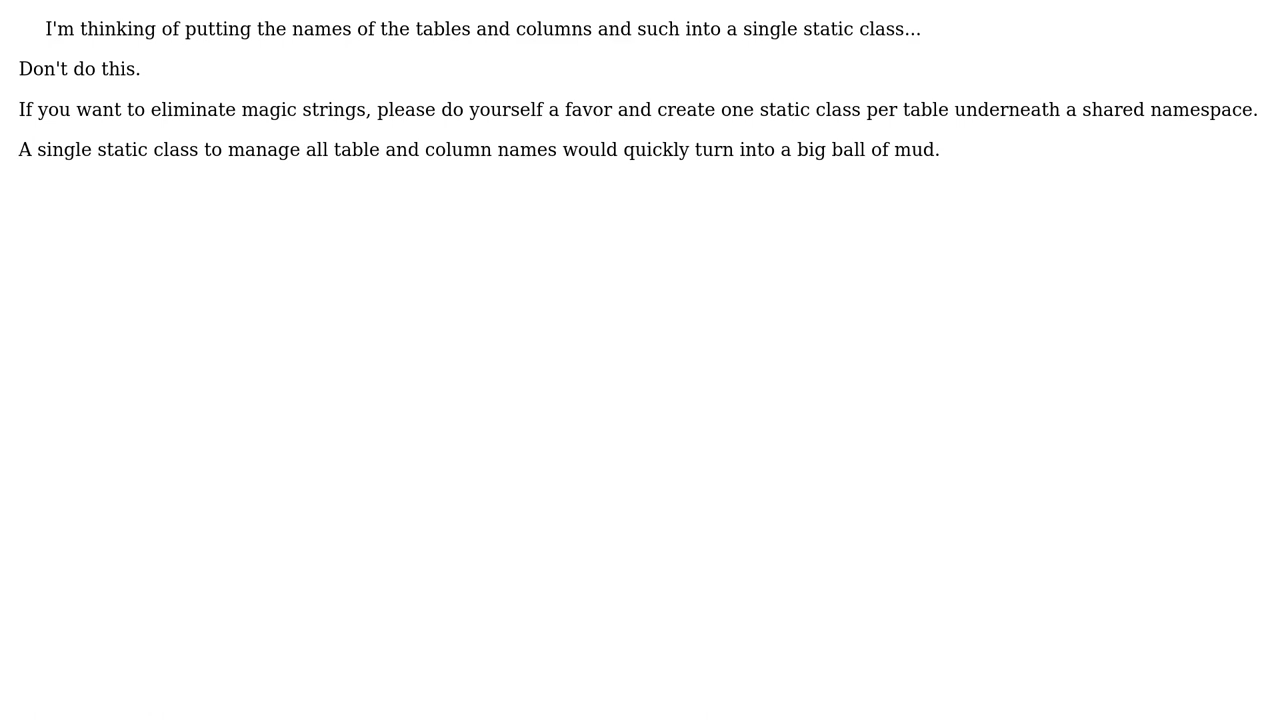 I'm thinking of putting the names of the tables and columns and such into a single static class...
Don't do this.
If you want to eliminate magic strings, please do yourself a favor and create one static class per table underneath a shared namespace.
A single static class to manage all table and column names would quickly turn into a big ball of mud.